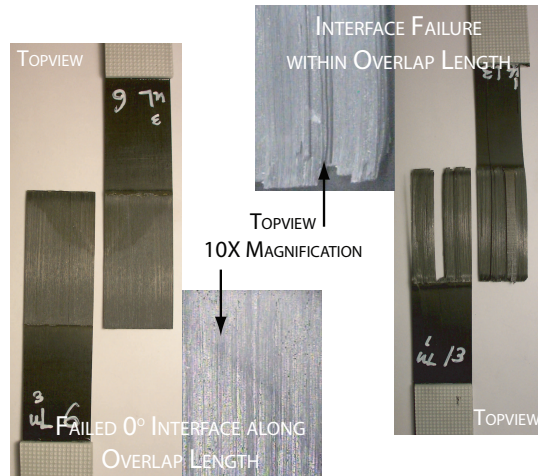 TOPVIEW
INTERFACE FAILURE
WITHIN OVERLAP LENGTH
TOPVIEW
10X MAGNIFICATION
FAILED 0° INTERFACE ALONG
OVERLAP LENGTH
TOPVIEW